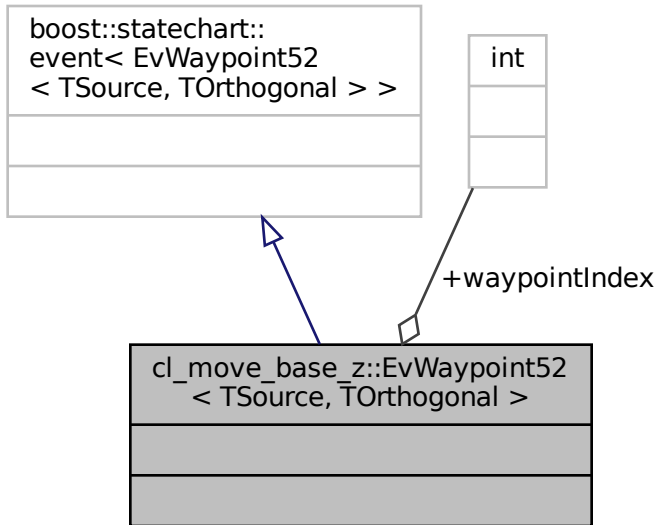 boost::statechart::
event< EvWaypoint52
< TSource, TOrthogonal > >
int
+waypointIndex
cl_move_base_z::EvWaypoint52
< TSource, TOrthogonal >